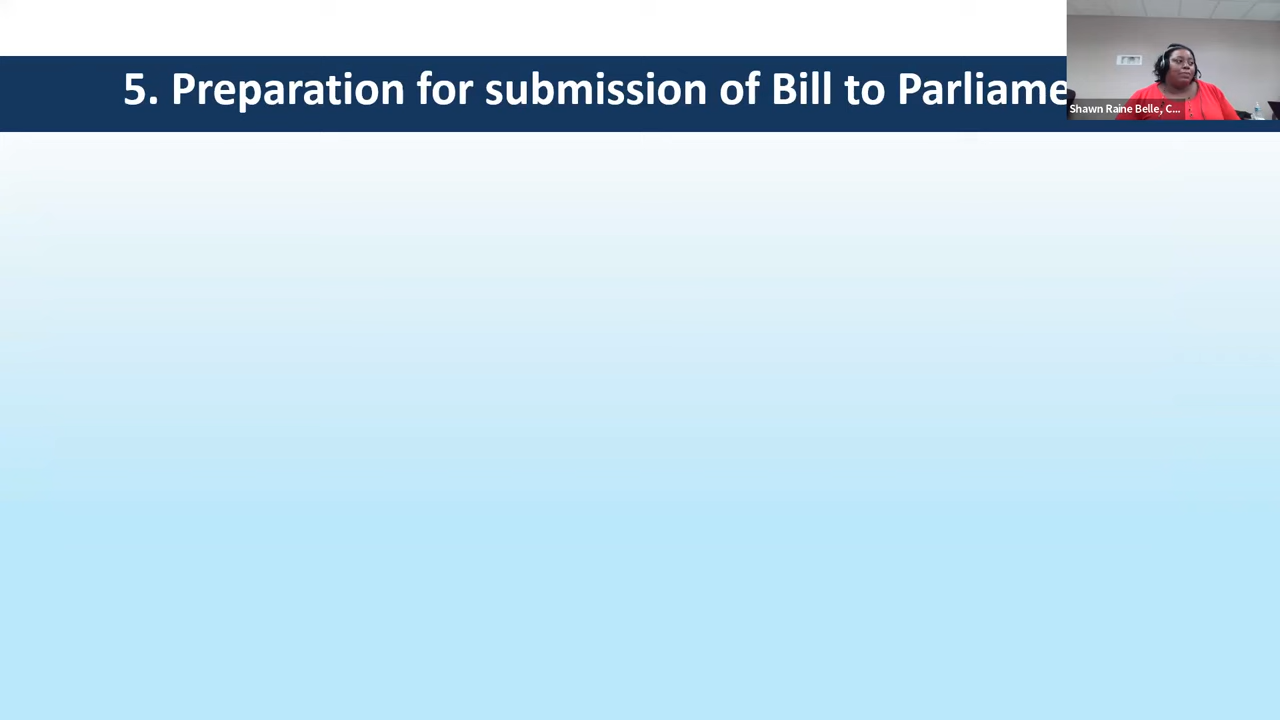 5. Preparation for submission of Bill to Parliame
Shawn Raine Belle, C...